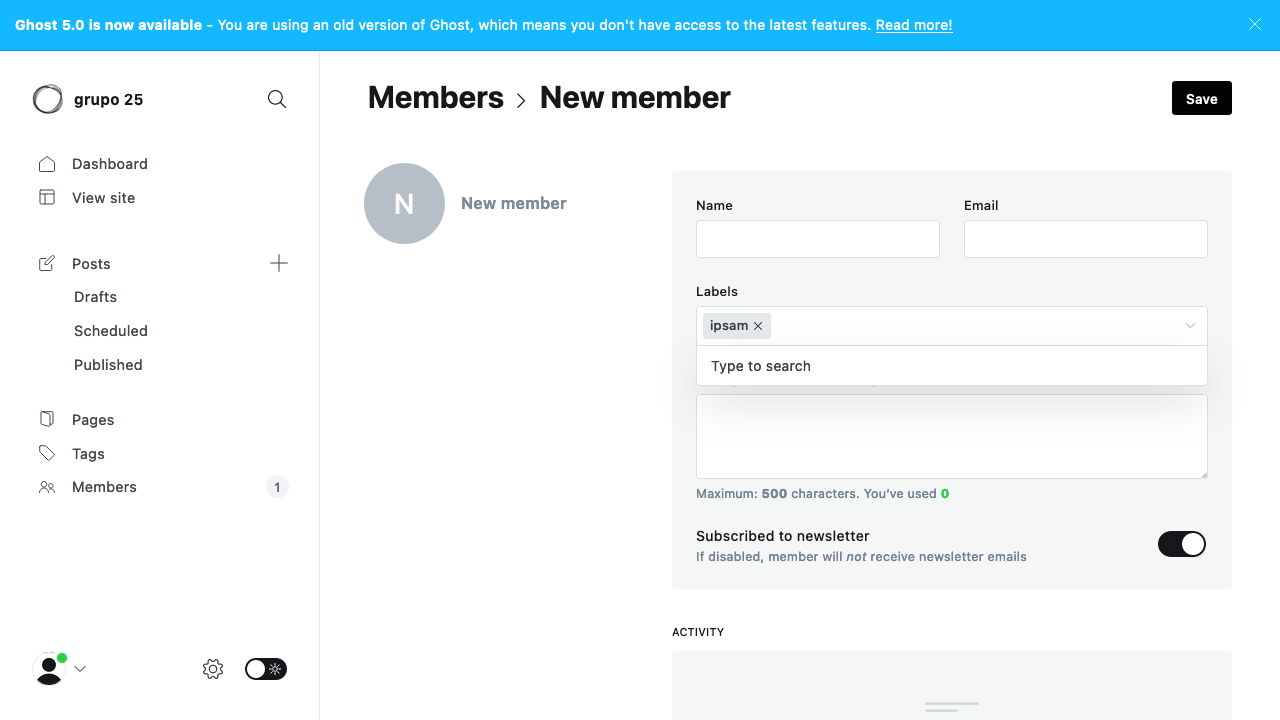 Ghost 5.0 is now available - You are using an old version of Ghost, which means you don't have access to the latest features. Read more!
grupo 25
Dashboard
View site
Posts
Drafts
Scheduled
Published
Pages
Tags
Members
1
Members > New member
Save
N
New member
Name
Email
Labels
ipsam
Type to search
Maximum: 500 characters. You've used 0
Subscribed to newsletter
If disabled, member will not receive newsletter emails
ACTIVITY